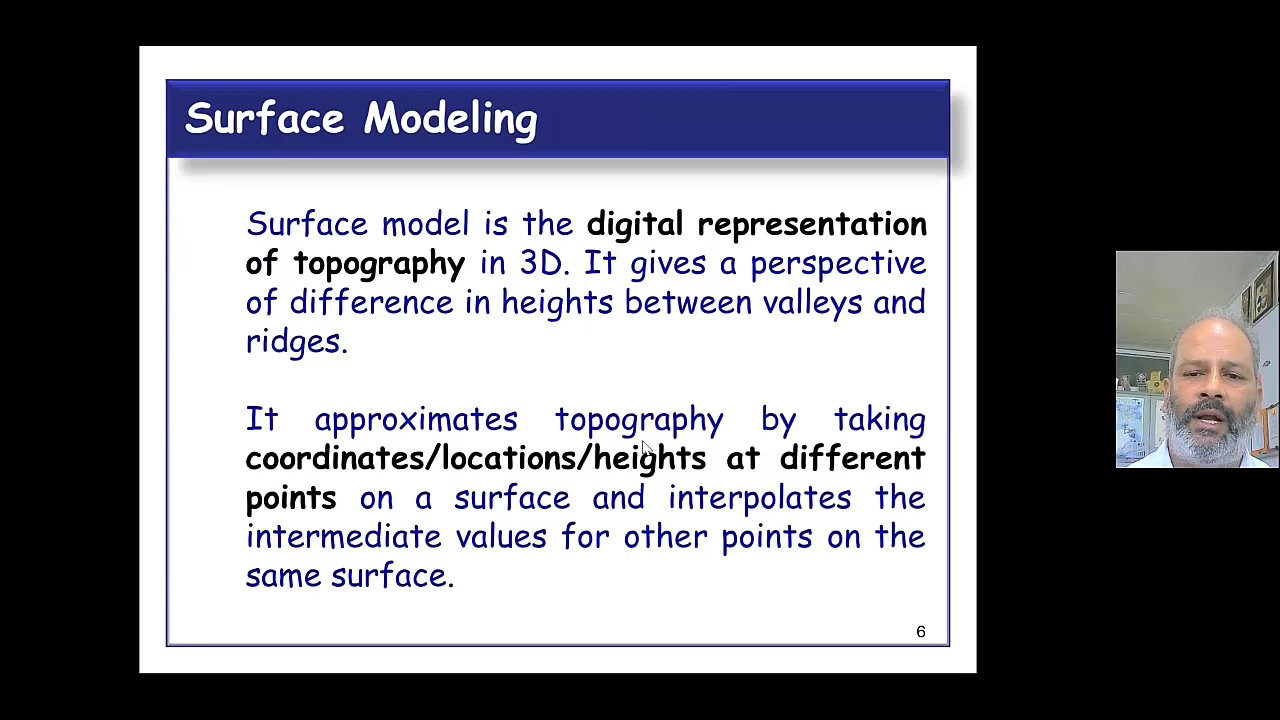 Surface Modeling
Surface model is the digital representation
of topography in 3D. It gives a perspective
of difference in heights between valleys and
ridges.
It approximates topography by taking
coordinates/locations/heights at different
points on a surface and interpolates the
intermediate values for other points on the
same surface.
6